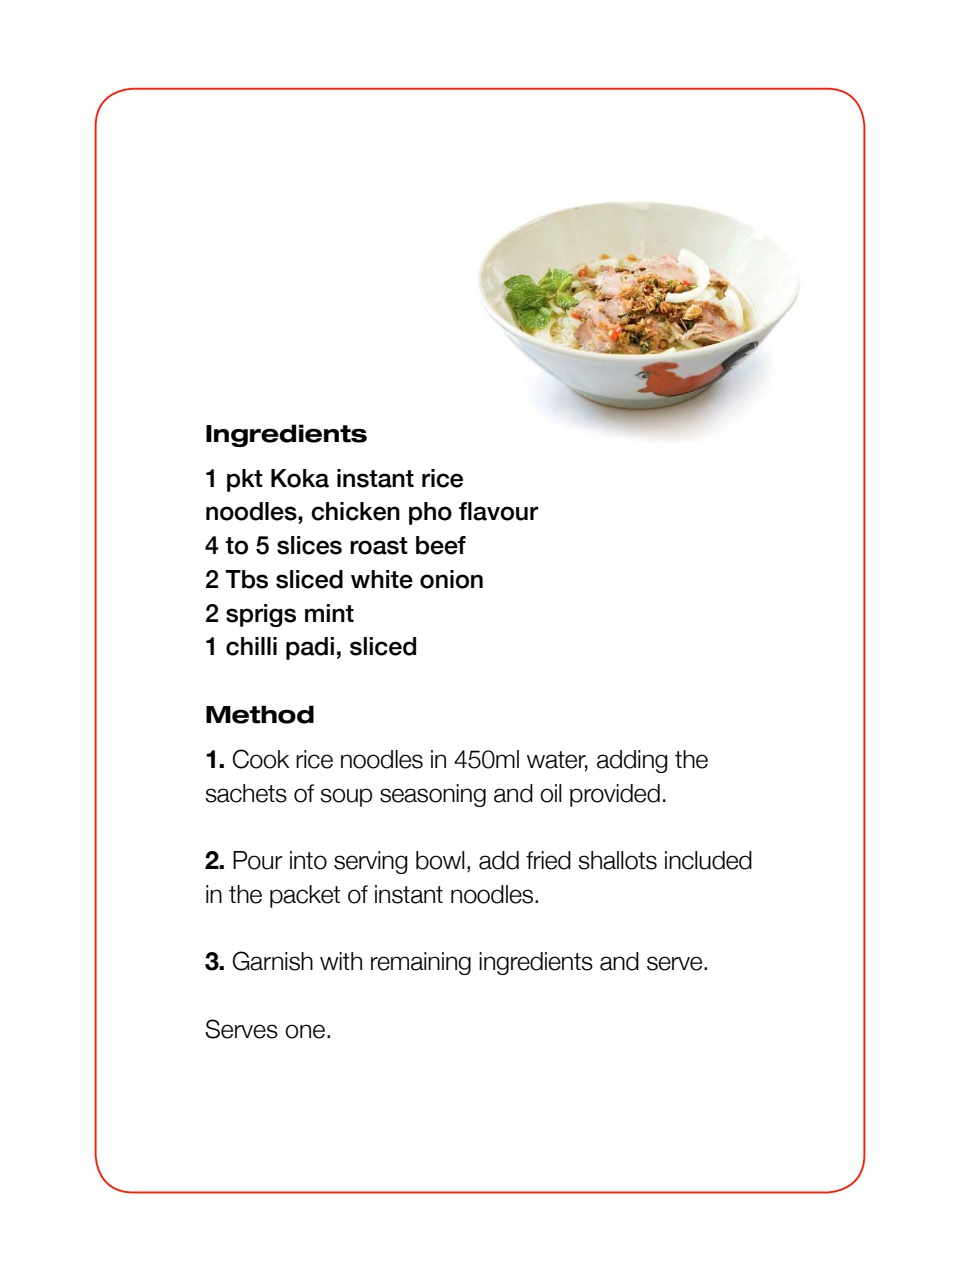 Ingredients
1 pkt Koka instant rice
noodles, chicken pho flavour
4 to 5 slices roast beef
2 Tbs sliced white onion
2 sprigs mint
1 chilli padi, sliced
Method
1. Cook rice noodles in 450ml water, adding the
sachets of soup seasoning and oil provided.
2. Pour into serving bowl, add fried shallots included
in the packet of instant noodles.
3. Garnish with remaining ingredients and serve.
Serves one.